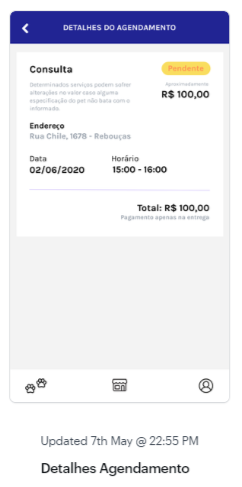 DETALHES DO AGENDAMENTO
Consulta
Pendente
Determinados serviços podem sofrer
alterações no valor caso alguma
especificação do pet não bata com o
informado.
Aproximadamente
R$ 100,00
Endereço
Rua Chile, 1678 - Rebouças
Data
Horário
02/06/2020
15:00 - 16:00
Total: R$ 100,00
Pagamento apenas na entrega
Updated 7th May @ 22:55 PM
Detalhes Agendamento